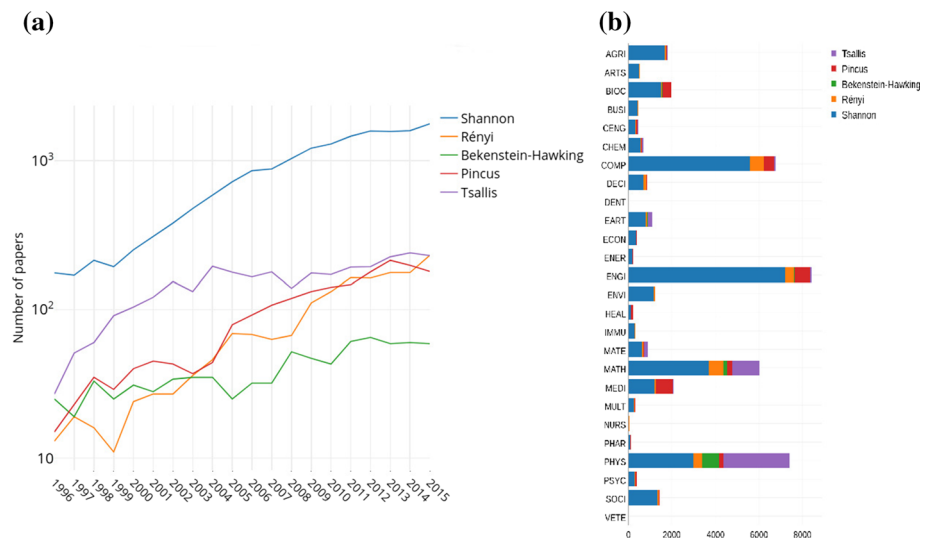 (a)
Number of papers
10³
10²
10
1996
1997
1998
1999
2000
2001
2002
2003
2004
2005
2006
2007
2008
2009
2010
2011
2012
2013
2014
2015
Shannon
Rényi
Bekenstein-Hawking
Pincus
Tsallis
(b)
AGRI
ARTS
BIOC
BUSI
CENG
CHEM
COMP
DECI
DENT
EART
ECON
ENER
ENGI
ENVI
HEAL
IMMU
MATE
MATH
MEDI
MULT
NURS
PHAR
PHYS
PSYC
SOCI
VETE
0 2000 4000 6000 8000
Tsallis
Pincus
Bekenstein-Hawking
Rényi
Shannon